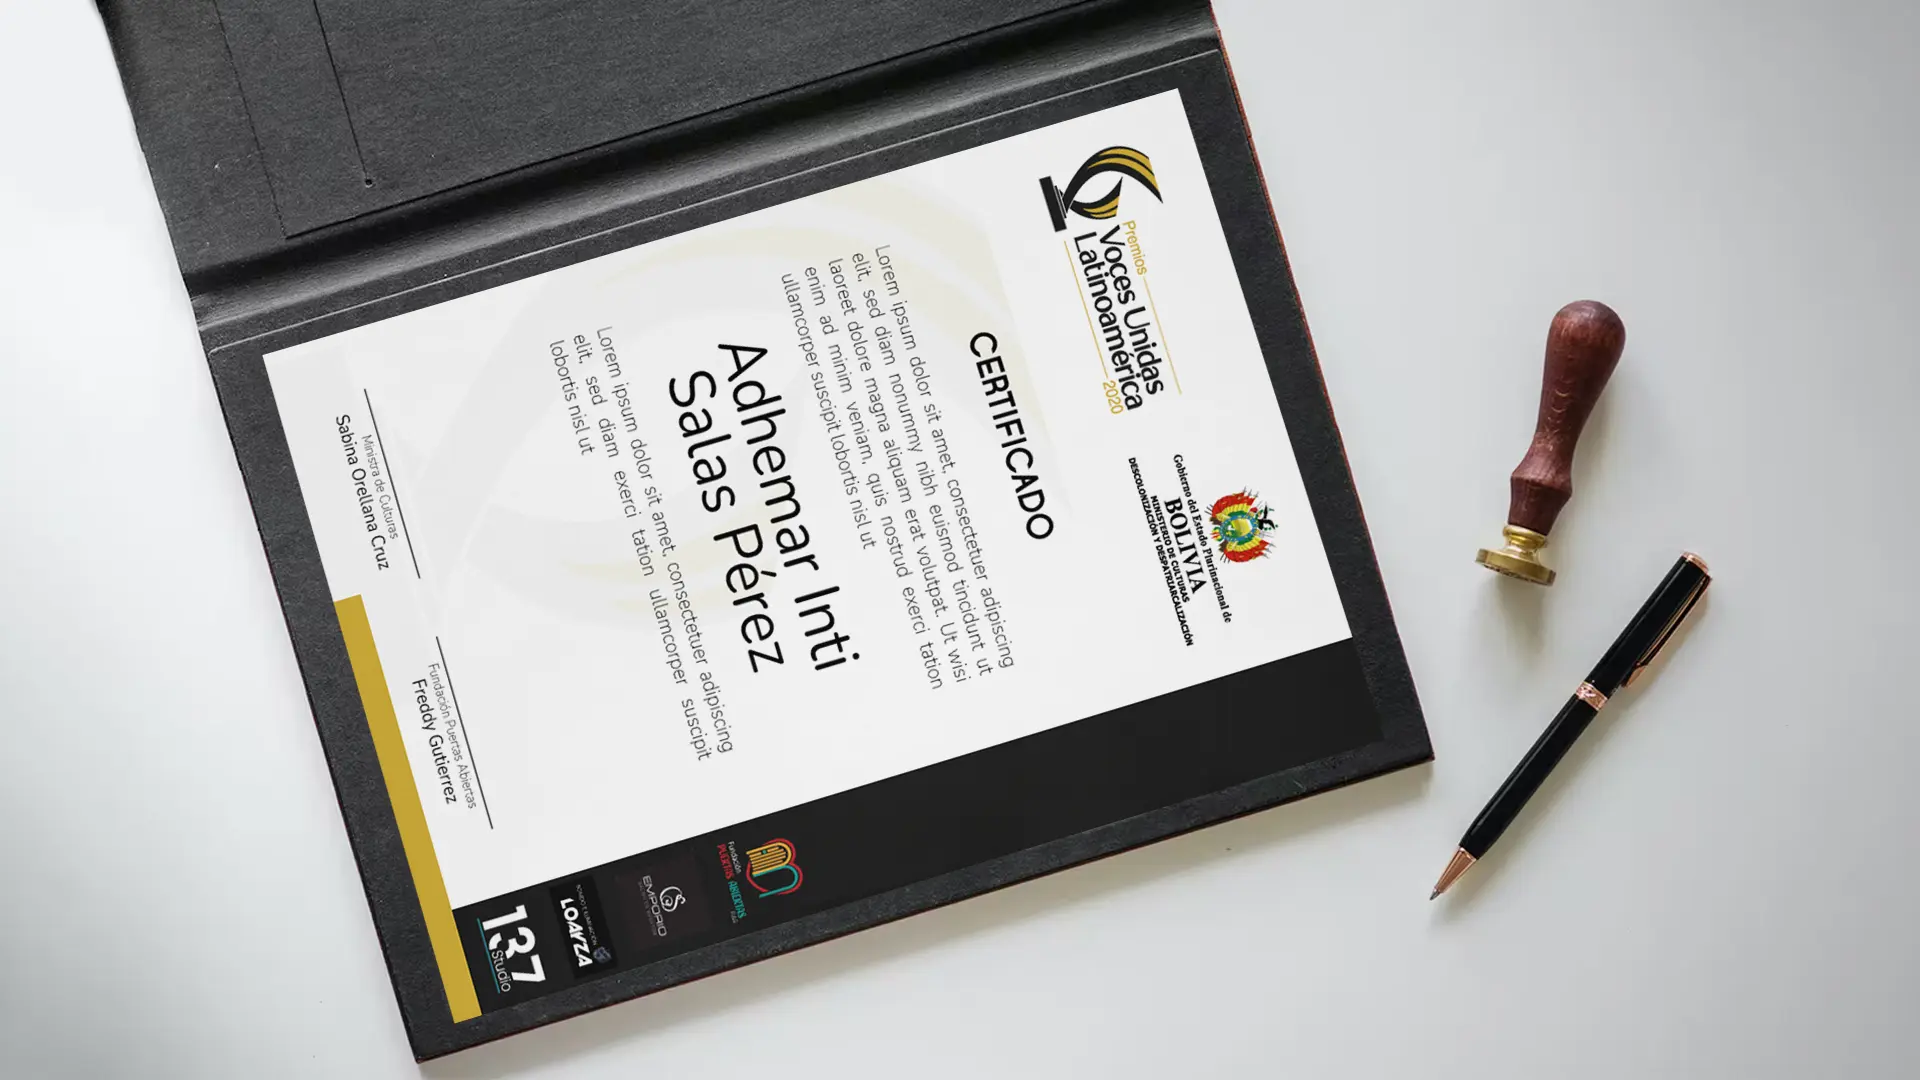 Premios
Voces Unidas
Latinoamérica
2020
Gobierno del Estado Plurinacional de
BOLIVIA
MINISTERIO DE CULTURAS
DESCOLONIZACIÓN Y DESPATRIARCALIZACIÓN
CERTIFICADO
Lorem ipsum dolor sit amet, consectetuer adipiscing
elit, sed diam nonummy nibh euismod tincidunt ut
laoreet dolore magna aliquam erat volutpat. Ut wisi
enim ad minim veniam, quis nostrud exerci tation
ullamcorper suscipit lobortis nisl ut
Adhemar Inti
Salas Pérez
Lorem ipsum dolor sit amet, consectetuer adipiscing
elit, sed diam exerci tation ullamcorper suscipit
lobortis nisl ut
Ministra de Culturas
Sabina Orellana Cruz
Fundación Puertas Abiertas
Freddy Gutierrez
Fundación
PUERTAS ABIERTAS
EMPORIO
LOAYZA
137
Studio